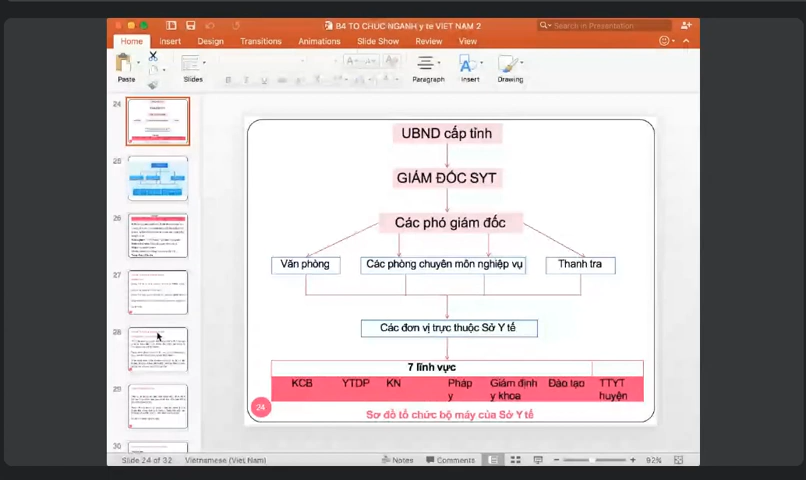 B4 TO CHUC NGANH y te VIET NAM 2
Search in Presentation
Home Insert Design Transitions Animations Slide Show Review View
Paste Slides Paragraph Insert Drawing
24
25
26
27
28
29
30
UBND cấp tỉnh
GIÁM ĐỐC SYT
Các phó giám đốc
Văn phòng Các phòng chuyên môn nghiệp vụ Thanh tra
Các đơn vị trực thuộc Sở Y tế
7 lĩnh vực
KCB YTDP KN Pháp Giám định Đào tạo TTYT
y y khoa huyện
24
Sơ đồ tổ chức bộ máy của Sở Y tế
Slide 24 of 32 Vietnamese (Viet Nam) Notes Comments 92%